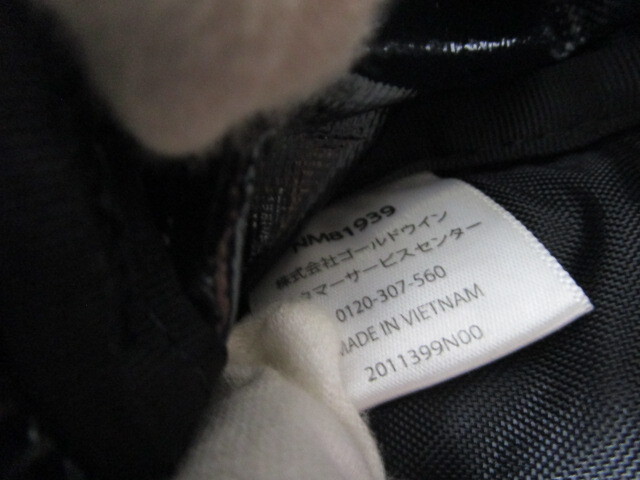 NM81939
株式会社ゴールドウイン
タマーサービスセンター
0120-307-560
MADE IN VIETNAM
2011399N00